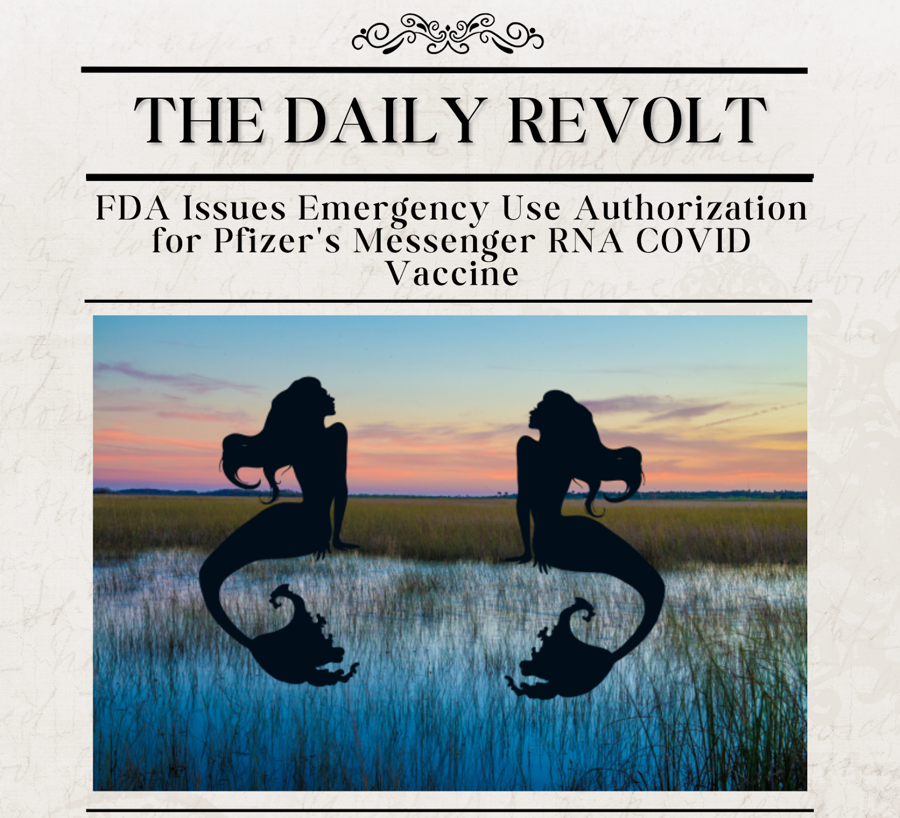 THE DAILY REVOLT
FDA Issues Emergency Use Authorization
for Pfizer's Messenger RNA COVID
Vaccine